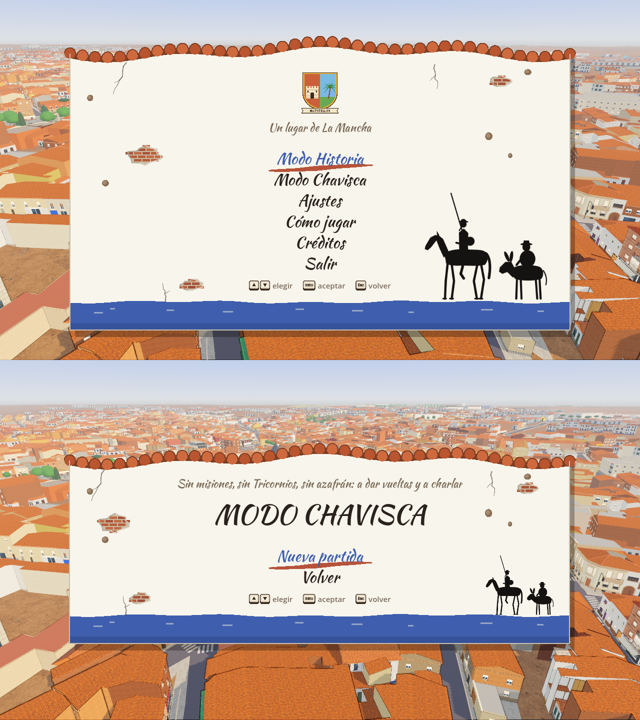 Un lugar de La Mancha
Modo Historia
Modo Chavisca
Ajustes
Cómo jugar
Créditos
Salir
elegir aceptar volver
Sin misiones, sin Tricornios, sin azafrán: a dar vueltas y a charlar
MODO CHAVISCA
Nueva partida
Volver
elegir aceptar volver